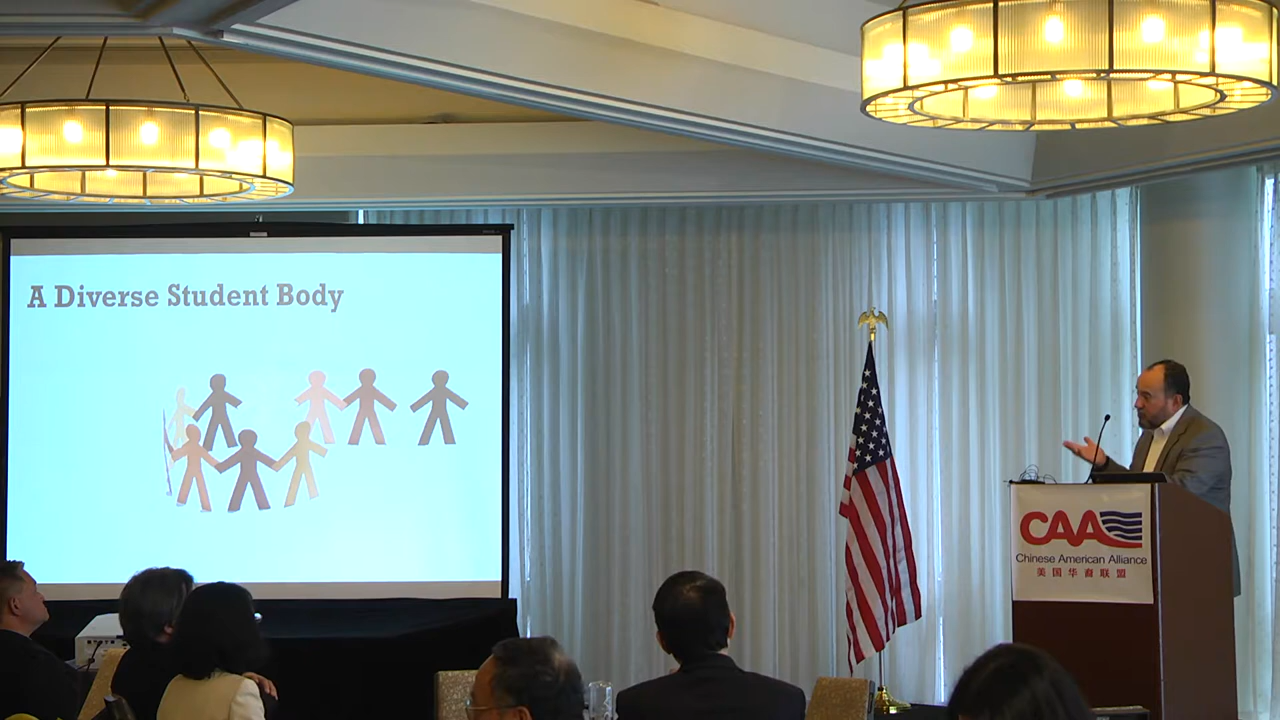 A Diverse Student Body
CAA
Chinese American Alliance
美国华裔联盟